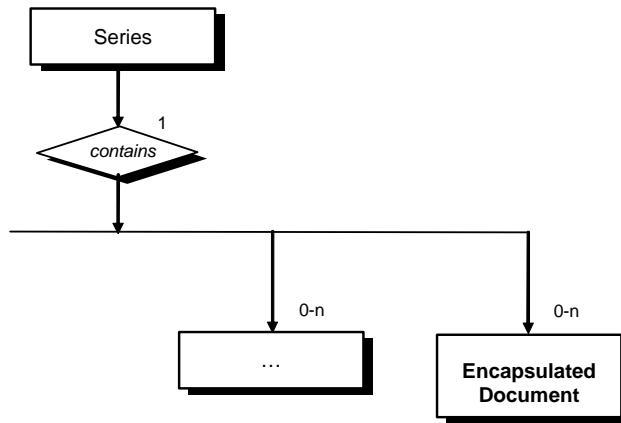 Series
1
contains
0-n
0-n
…
Encapsulated
Document